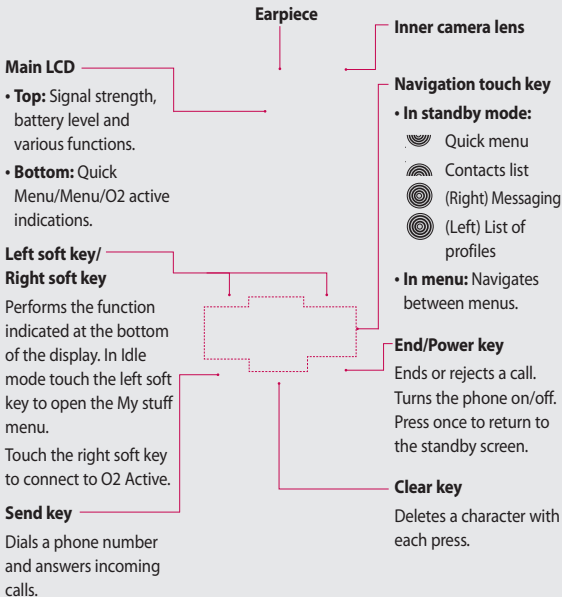 Earpiece
Main LCD
• Top: Signal strength,
battery level and
various functions.
• Bottom: Quick
Menu/Menu/O2 active
indications.
Left soft key/
Right soft key
Performs the function
indicated at the bottom
of the display. In Idle
mode touch the left soft
key to open the My stuff
menu.
Touch the right soft key
to connect to O2 Active.
Send key
Dials a phone number
and answers incoming
calls.
Inner camera lens
Navigation touch key
• In standby mode:
Quick menu
Contacts list
(Right) Messaging
(Left) List of
profiles
• In menu: Navigates
between menus.
End/Power key
Ends or rejects a call.
Turns the phone on/off.
Press once to return to
the standby screen.
Clear key
Deletes a character with
each press.